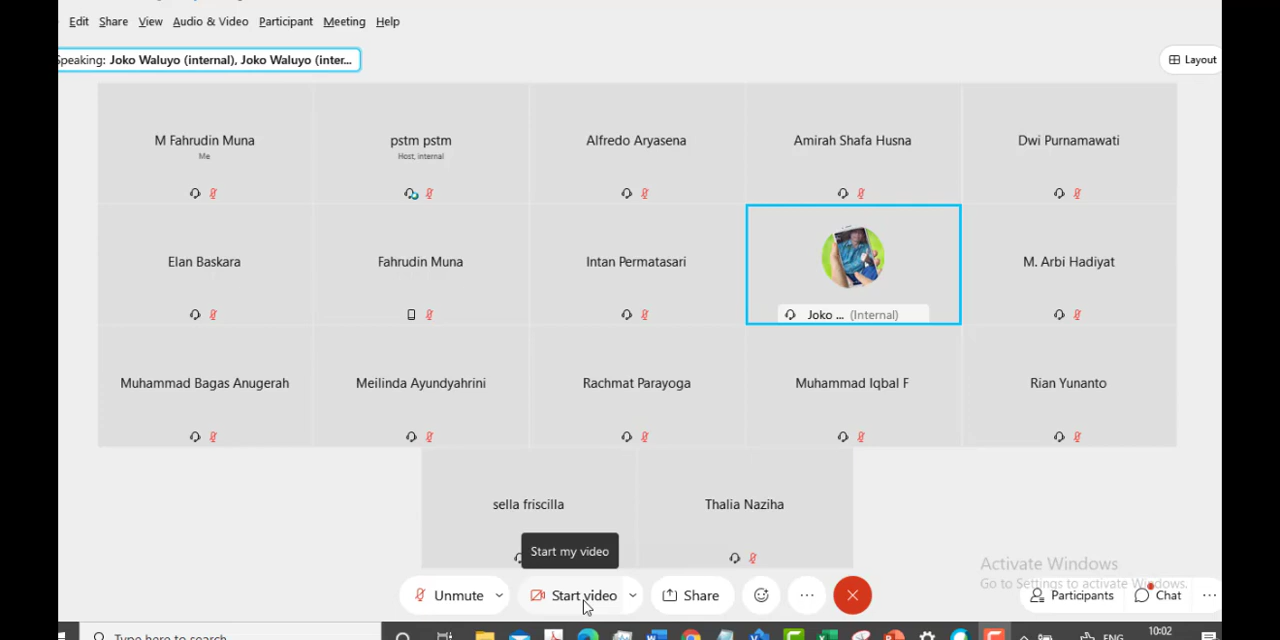 Edit Share View Audio & Video Participant Meeting Help
Speaking: Joko Waluyo (internal), Joko Waluyo (inter...
Layout
M Fahrudin Muna
Me
pstm pstm
Host, internal
Alfredo Aryasena
Amirah Shafa Husna
Dwi Purnamawati
Elan Baskara
Fahrudin Muna
Intan Permatasari
Joko ... (Internal)
M. Arbi Hadiyat
Muhammad Bagas Anugerah
Meilinda Ayundyahrini
Rachmat Parayoga
Muhammad Iqbal F
Rian Yunanto
sella friscilla
Thalia Naziha
Start my video
Activate Windows
Go to Settings to activate Windows.
Unmute
Start video
Share
...
Participants
Chat
...
Type here to search
ENG
10:02